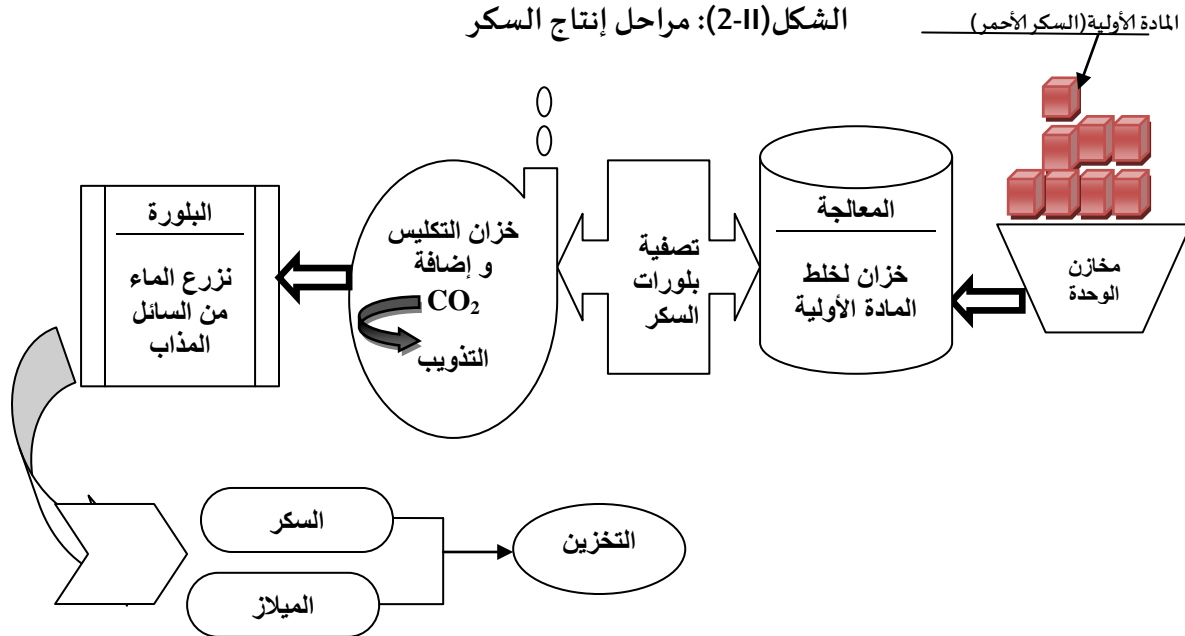 الشكل(II-2): مراحل إنتاج السكر
المادة الأولية(السكر الأحمر)
مخازن
الوحدة
المعالجة
خزان لخلط
المادة الأولية
تصفية
بلورات
السكر
خزان التكليس
و إضافة
CO2
التذويب
البلورة
نزرع الماء
من السائل
المذاب
السكر
الميلاز
التخزين